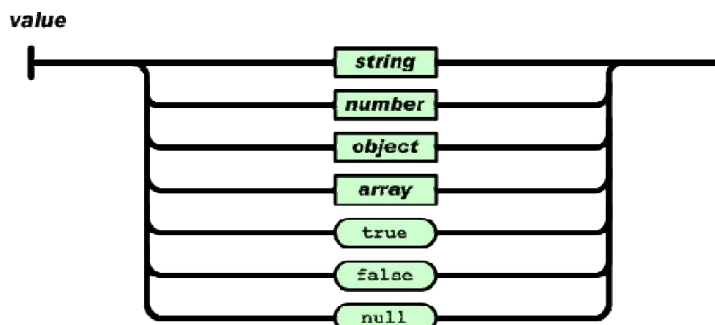 value
string
number
object
array
true
false
null